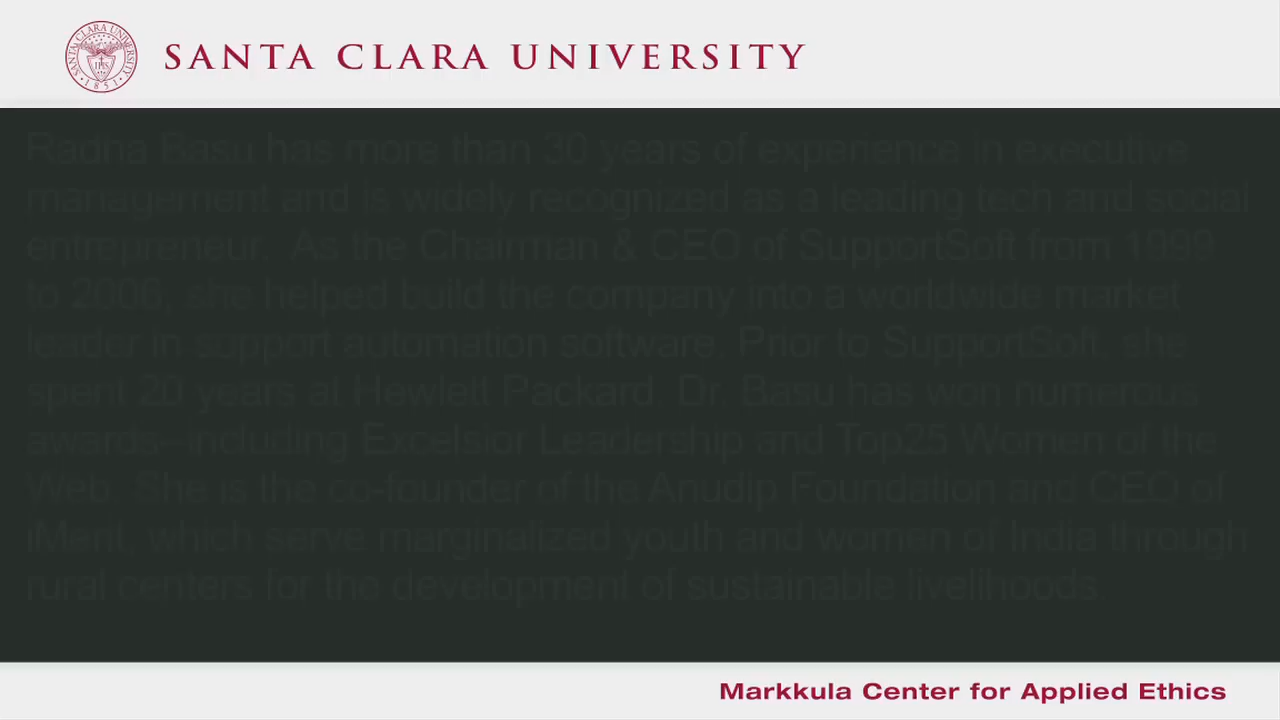 SANTA CLARA UNIVERSITY
Radha Basu has more than 30 years of experience in executive
management and is widely recognized as a leading tech and social
entrepreneur. As the Chairman & CEO of SupportSoft from 1999
to 2006, she helped build the company into a worldwide market
leader in support automation software. Prior to SupportSoft, she
spent 20 years at Hewlett Packard. Dr. Basu has won numerous
awards–including Excelsior Leadership and Top25 Women of the
Web. She is the co-founder of the Anudip Foundation and CEO of
iMerit, which serve marginalized youth and women of India through
rural centers for the development of sustainable livelihoods.
Markkula Center for Applied Ethics